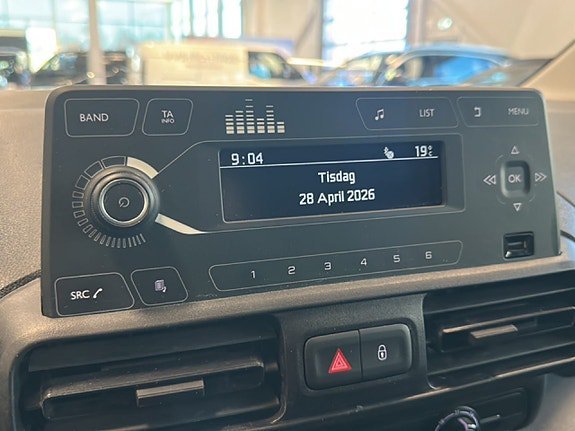 BAND
TA
INFO
LIST
MENU
9:04
19°C
Tisdag
28 April 2026
OK
1 2 3 4 5 6
SRC